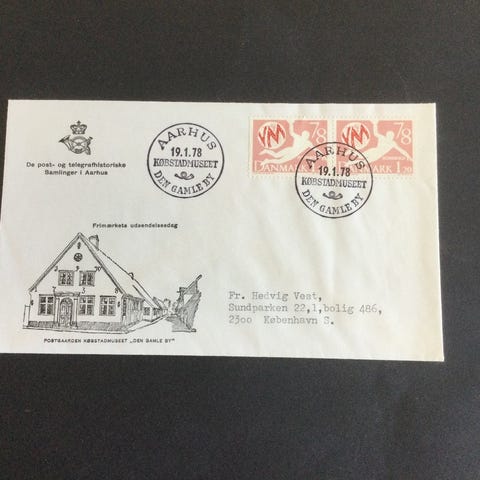 De post- og telegrafhistoriske
Samlinger i Aarhus
AARHUS
19.1.78
KØBSTADMUSEET
DEN GAMLE BY
VM 78
DANMARK
VM 78
DANMARK 1.20
AARHUS
19.1.78
KØBSTADMUSEET
DEN GAMLE BY
Frimærkets udsendelsesdag
POSTGAARDEN KØBSTADMUSEET „DEN GAMLE BY"
Fr. Hedvig Vest,
Sundparken 22,1,bolig 486,
2300 København S.